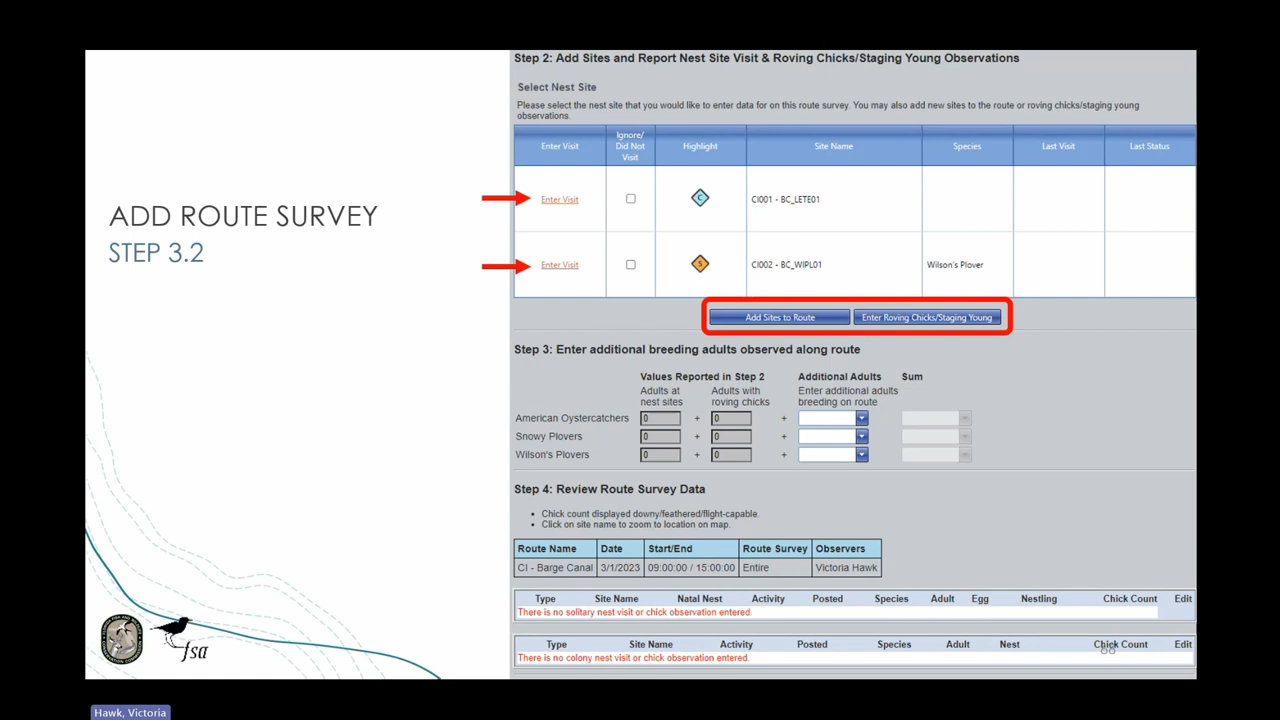 ADD ROUTE SURVEY
STEP 3.2
fsa
Step 2: Add Sites and Report Nest Site Visit & Roving Chicks/Staging Young Observations
Select Nest Site
Please select the nest site that you would like to enter data for on this route survey. You may also add new sites to the route or roving chicks/staging young
observations.
Enter Visit Ignore/ Did Not Visit Highlight Site Name Species Last Visit Last Status
Enter Visit C CI001 - BC_LETE01
Enter Visit S CI002 - BC_WIPL01 Wilson's Plover
Add Sites to Route Enter Roving Chicks/Staging Young
Step 3: Enter additional breeding adults observed along route
Values Reported in Step 2 Additional Adults Sum
Adults at nest sites Adults with roving chicks Enter additional adults breeding on route
American Oystercatchers 0 + 0 +
Snowy Plovers 0 + 0 +
Wilson's Plovers 0 + 0 +
Step 4: Review Route Survey Data
• Chick count displayed downy/feathered/flight-capable.
• Click on site name to zoom to location on map.
Route Name Date Start/End Route Survey Observers
CI - Barge Canal 3/1/2023 09:00:00 / 15:00:00 Entire Victoria Hawk
Type Site Name Natal Nest Activity Posted Species Adult Egg Nestling Chick Count Edit
There is no solitary nest visit or chick observation entered.
Type Site Name Activity Posted Species Adult Nest Chick Count Edit
There is no colony nest visit or chick observation entered.
Hawk, Victoria